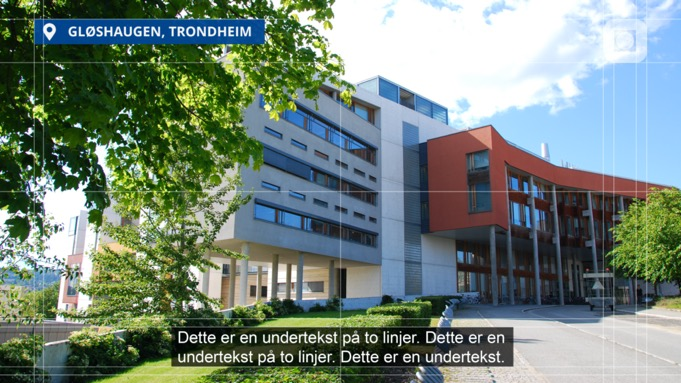 GLØSHAUGEN, TRONDHEIM
Dette er en undertekst på to linjer. Dette er en
undertekst på to linjer. Dette er en undertekst.